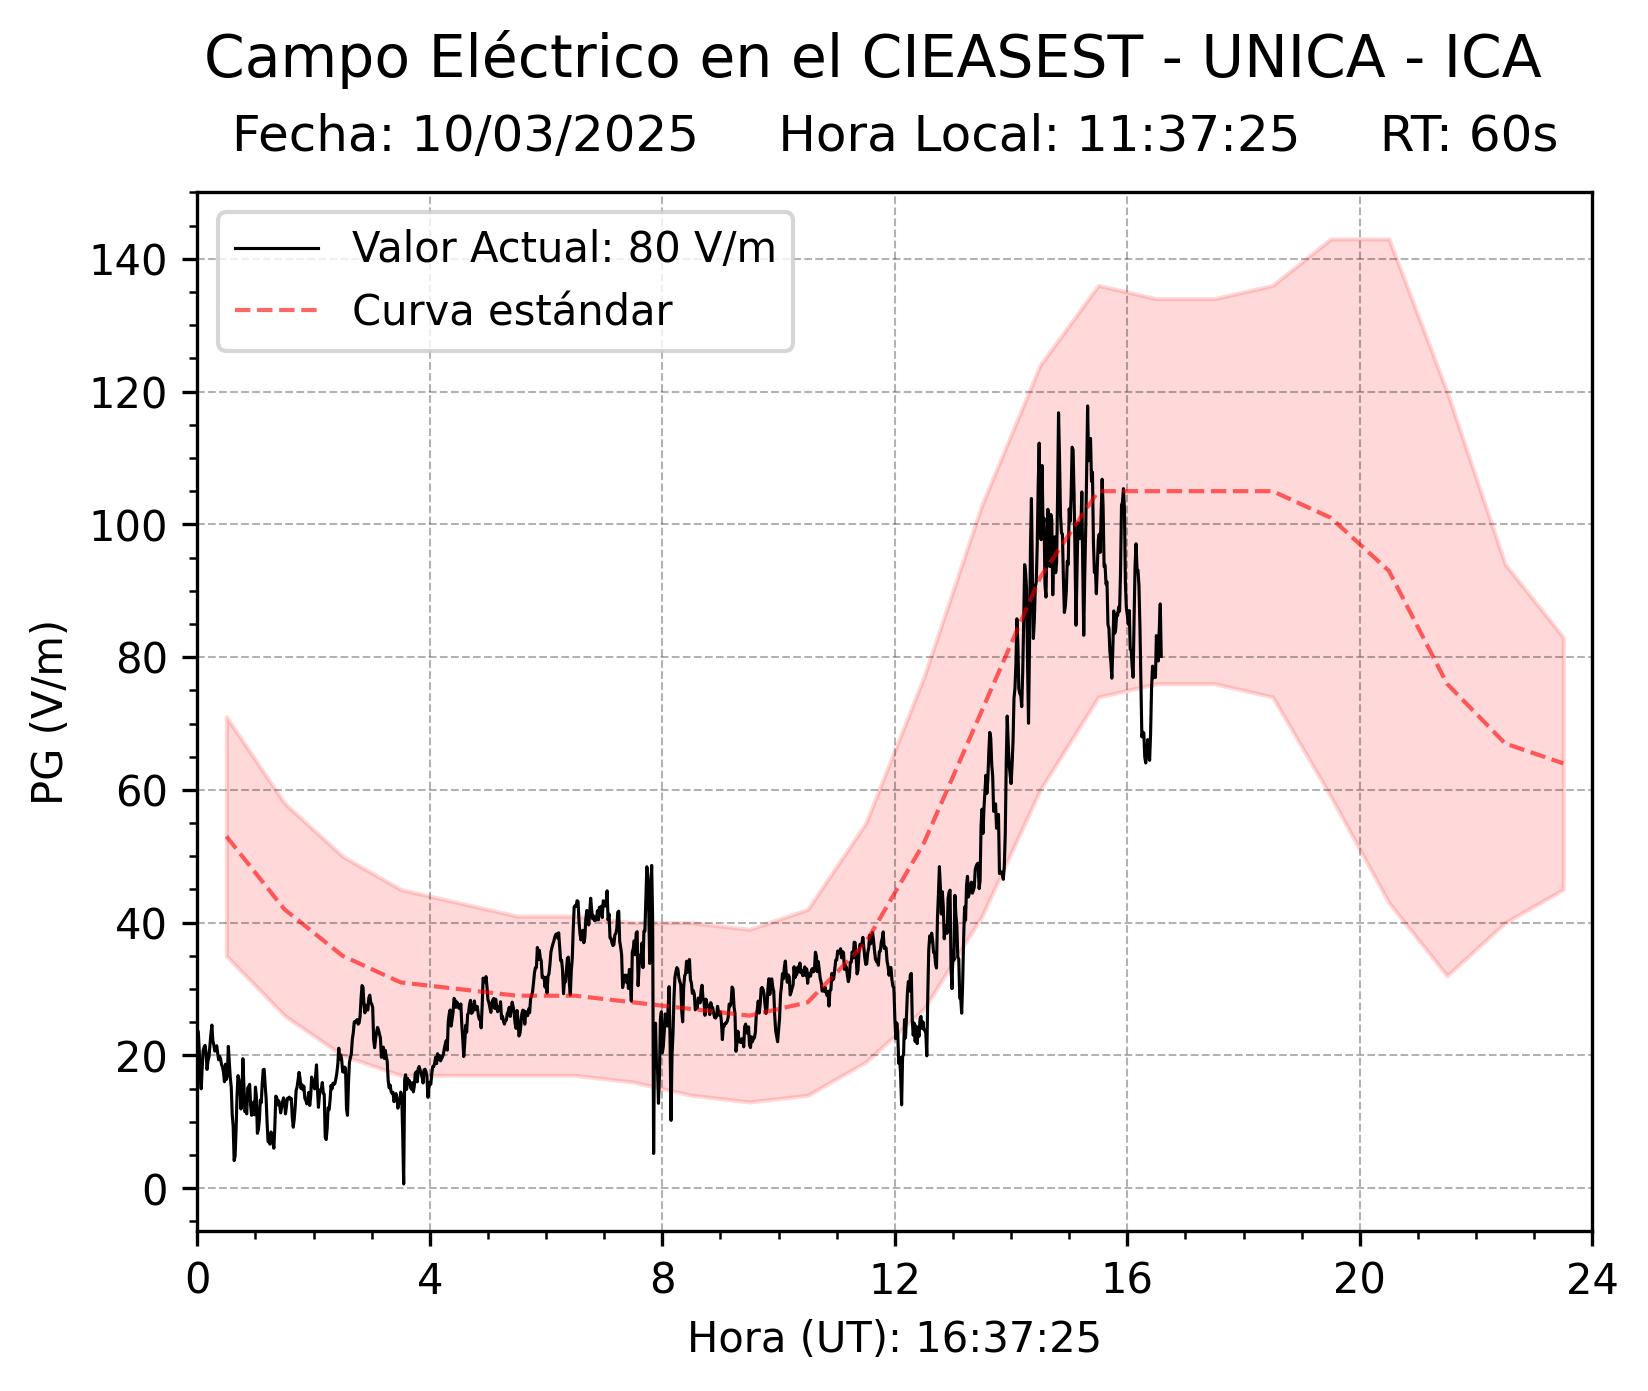 Campo Eléctrico en el CIEASEST - UNICA - ICA
Fecha: 10/03/2025 Hora Local: 11:37:25 RT: 60s
Valor Actual: 80 V/m
Curva estándar
140
120
100
80
60
40
20
0
PG (V/m)
0 4 8 12 16 20 24
Hora (UT): 16:37:25